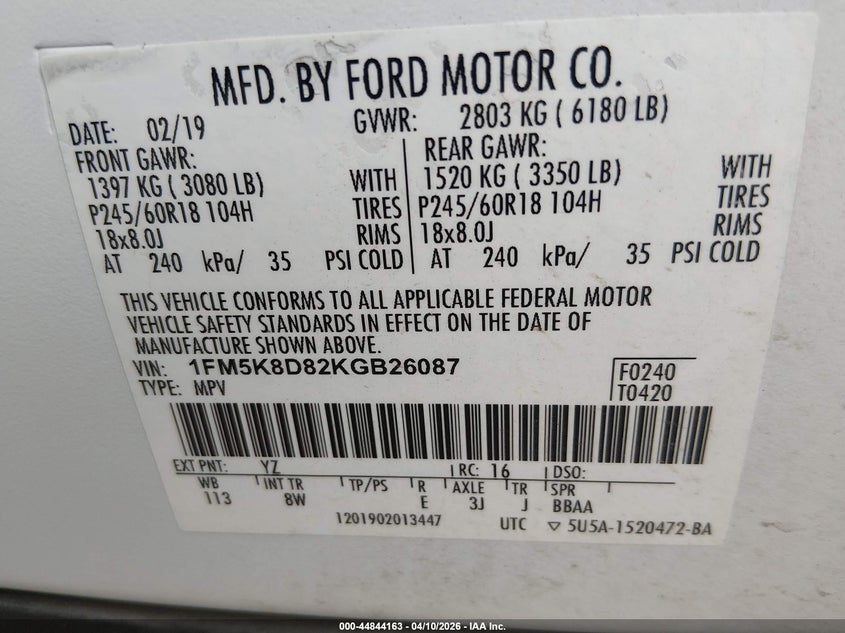 MFD. BY FORD MOTOR CO.
DATE: 02/19 GVWR: 2803 KG ( 6180 LB)
FRONT GAWR: REAR GAWR:
1397 KG ( 3080 LB) WITH 1520 KG ( 3350 LB) WITH
P245/60R18 104H TIRES P245/60R18 104H TIRES
18x8.0J RIMS 18x8.0J RIMS
AT 240 kPa/ 35 PSI COLD AT 240 kPa/ 35 PSI COLD
THIS VEHICLE CONFORMS TO ALL APPLICABLE FEDERAL MOTOR
VEHICLE SAFETY STANDARDS IN EFFECT ON THE DATE OF
MANUFACTURE SHOWN ABOVE.
VIN: 1FM5K8D82KGB26087 F0240
TYPE: MPV T0420
EXT PNT: YZ RC: 16 DSO:
WB INT TR TP/PS R AXLE TR SPR
113 8W E 3J J BBAA
1201902013447 UTC ▽ 5U5A-1520472-BA
000-44844163 - 04/10/2026 - IAA Inc.